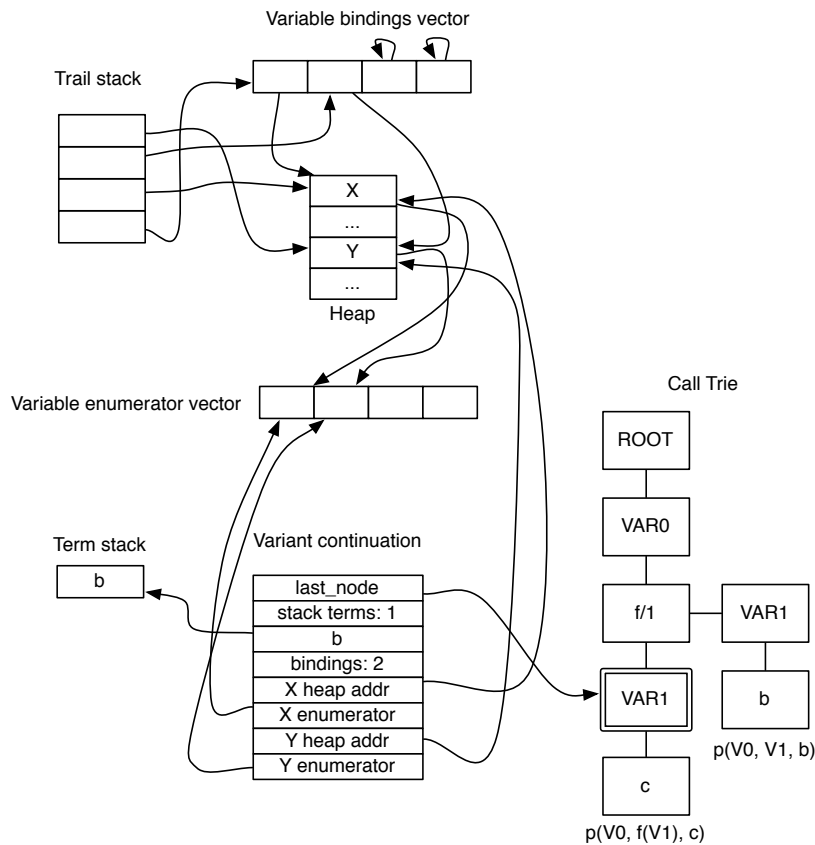 Variable bindings vector
Trail stack
X
...
Y
...
Heap
Call Trie
Variable enumerator vector
ROOT
VAR0
Term stack
Variant continuation
b
last_node
stack terms: 1
b
bindings: 2
X heap addr
X enumerator
Y heap addr
Y enumerator
f/1
VAR1
VAR1
b
p(V0, V1, b)
c
p(V0, f(V1), c)